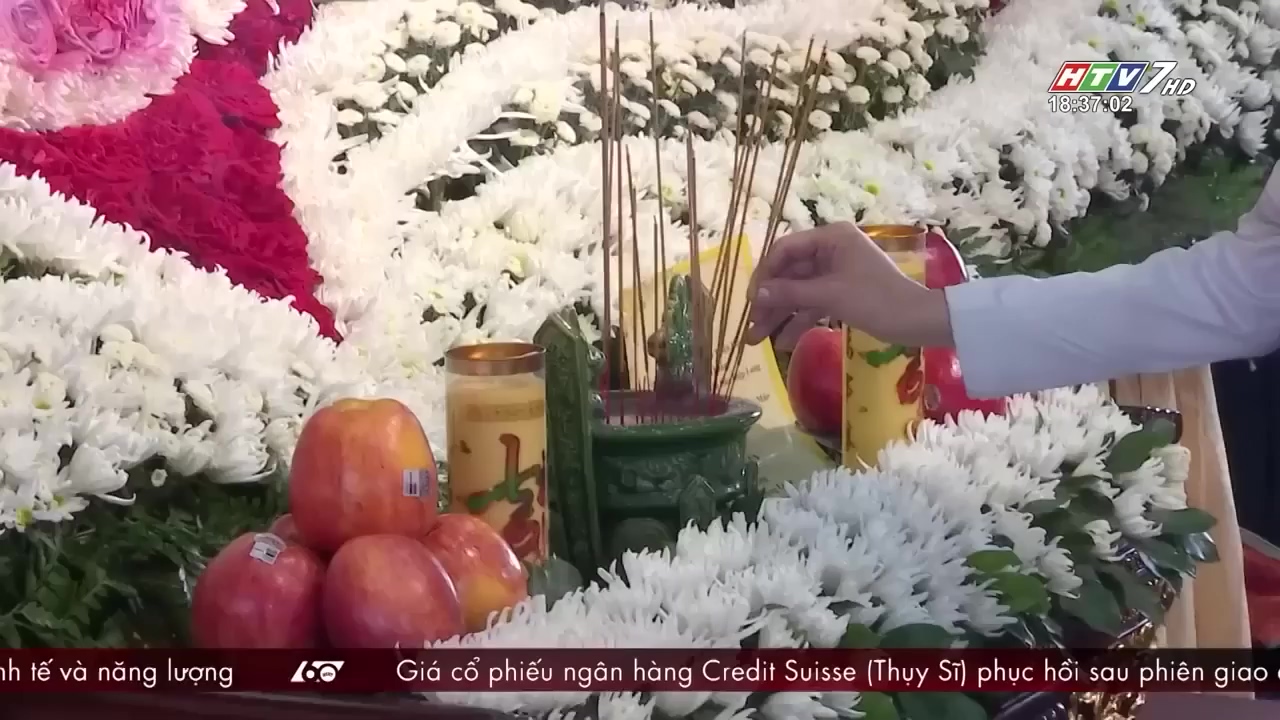 HTV7 HD
18:37:02
nh tế và năng lượng 60 Giá cổ phiếu ngân hàng Credit Suisse (Thụy Sĩ) phục hồi sau phiên giao